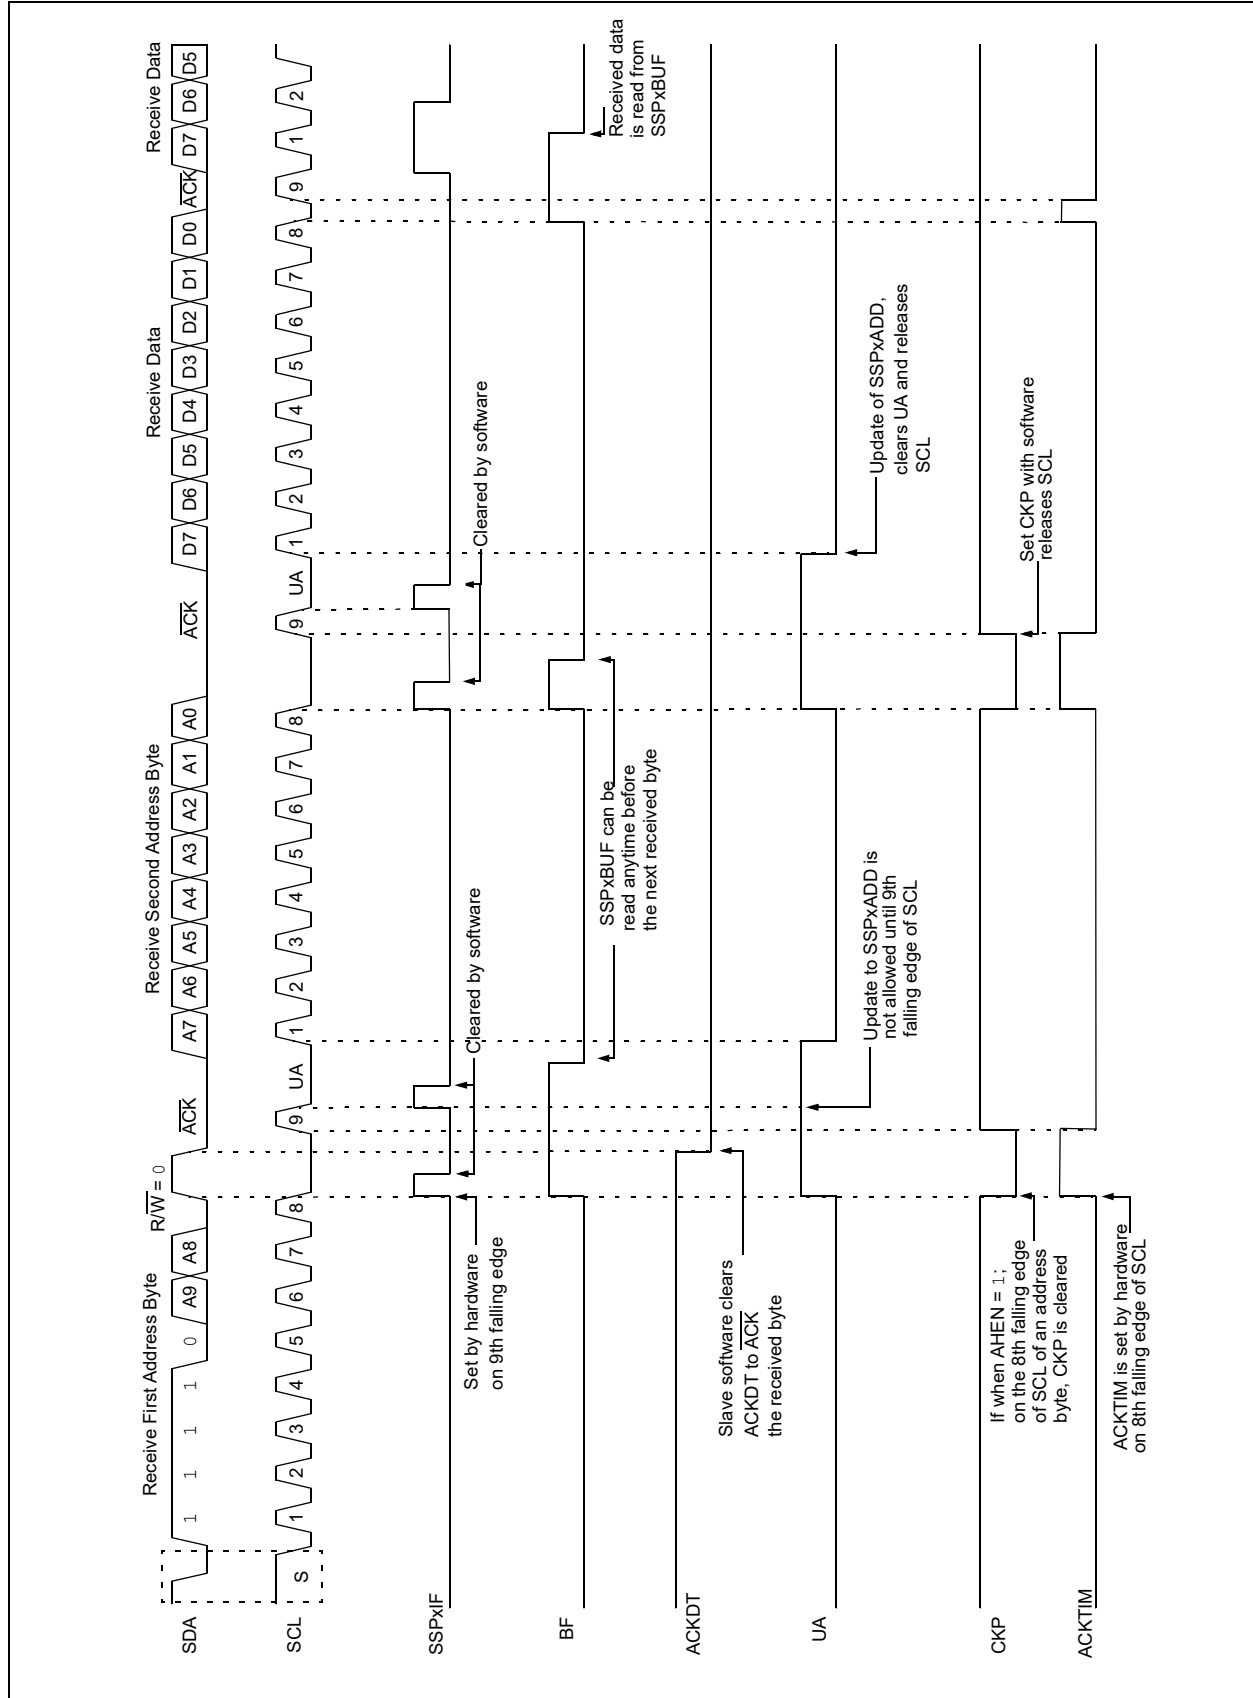 Receive First Address Byte
R/W = 0
Receive Second Address Byte
Receive Data
Receive Data
SDA
1 1 1 1 0 A9 A8
ACK
A7 A6 A5 A4 A3 A2 A1 A0
ACK
D7 D6 D5 D4 D3 D2 D1 D0
ACK
D7 D6 D5
SCL
S
1 2 3 4 5 6 7 8 9
UA
1 2 3 4 5 6 7 8 9
UA
1 2 3 4 5 6 7 8 9
1 2
SSPxIF
Set by hardware
on 9th falling edge
Cleared by software
Cleared by software
BF
SSPxBUF can be
read anytime before
the next received byte
Received data
is read from
SSPxBUF
ACKDT
Slave software clears
ACKDT to ACK
the received byte
UA
Update to SSPxADD is
not allowed until 9th
falling edge of SCL
Update of SSPxADD,
clears UA and releases
SCL
CKP
If when AHEN = 1;
on the 8th falling edge
of SCL of an address
byte, CKP is cleared
Set CKP with software
releases SCL
ACKTIM
ACKTIM is set by hardware
on 8th falling edge of SCL